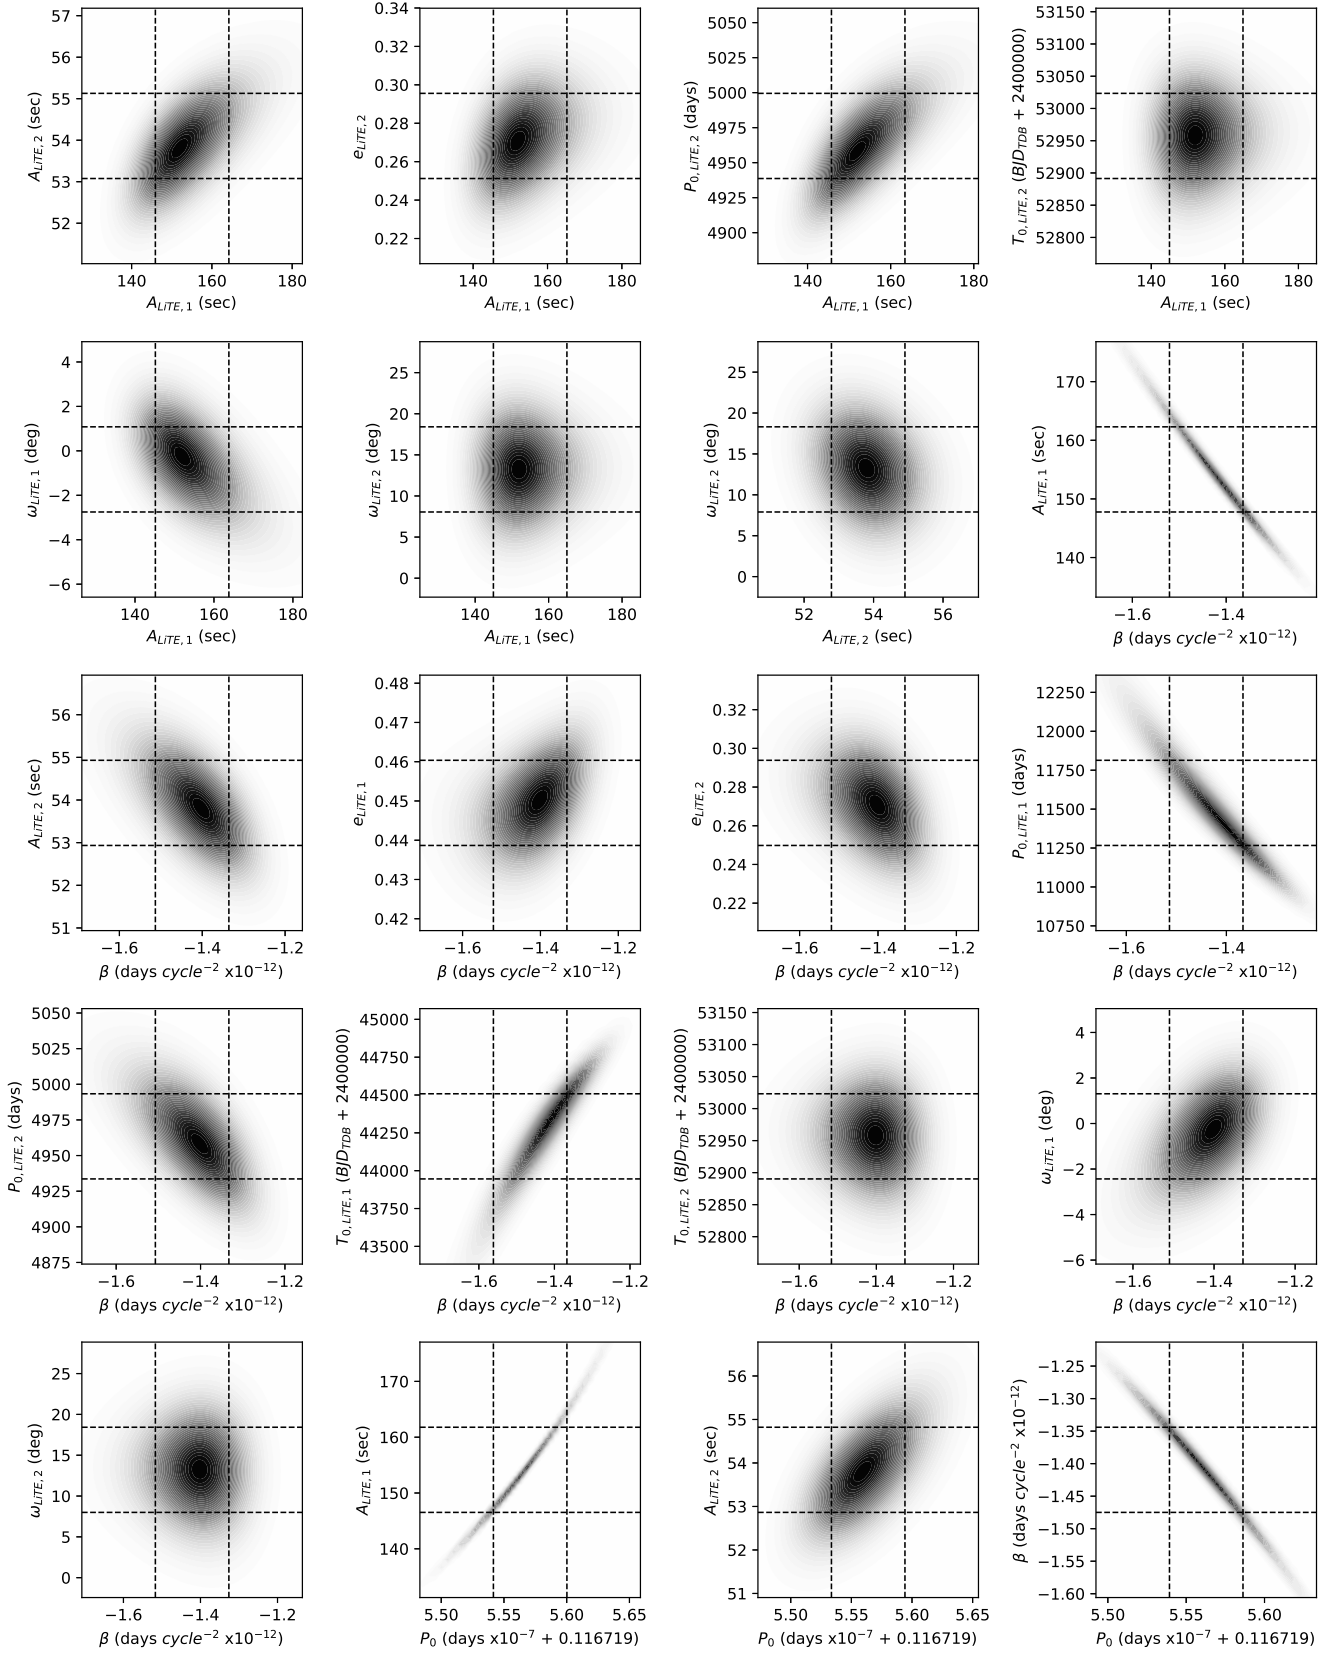 A_{LiTE,2} (sec)
57
56
55
54
53
52
140 160 180
A_{LiTE,1} (sec)
e_{LiTE,2}
0.34
0.32
0.30
0.28
0.26
0.24
0.22
140 160 180
A_{LiTE,1} (sec)
P_{0,LiTE,2} (days)
5050
5025
5000
4975
4950
4925
4900
140 160 180
A_{LiTE,1} (sec)
T_{0,LiTE,2} (BJD_{TDB} + 2400000)
53150
53100
53050
53000
52950
52900
52850
52800
140 160 180
A_{LiTE,1} (sec)
ω_{LiTE,1} (deg)
4
2
0
−2
−4
−6
140 160 180
A_{LiTE,1} (sec)
ω_{LiTE,2} (deg)
25
20
15
10
5
0
140 160 180
A_{LiTE,1} (sec)
ω_{LiTE,2} (deg)
25
20
15
10
5
0
52 54 56
A_{LiTE,2} (sec)
A_{LiTE,1} (sec)
170
160
150
140
−1.6 −1.4
β (days cycle^{−2} x10^{−12})
A_{LiTE,2} (sec)
56
55
54
53
52
51
−1.6 −1.4 −1.2
β (days cycle^{−2} x10^{−12})
e_{LiTE,1}
0.48
0.47
0.46
0.45
0.44
0.43
0.42
−1.6 −1.4 −1.2
β (days cycle^{−2} x10^{−12})
e_{LiTE,2}
0.32
0.30
0.28
0.26
0.24
0.22
−1.6 −1.4 −1.2
β (days cycle^{−2} x10^{−12})
P_{0,LiTE,1} (days)
12250
12000
11750
11500
11250
11000
10750
−1.6 −1.4
β (days cycle^{−2} x10^{−12})
P_{0,LiTE,2} (days)
5050
5025
5000
4975
4950
4925
4900
4875
−1.6 −1.4 −1.2
β (days cycle^{−2} x10^{−12})
T_{0,LiTE,1} (BJD_{TDB} + 2400000)
45000
44750
44500
44250
44000
43750
43500
−1.6 −1.4 −1.2
β (days cycle^{−2} x10^{−12})
T_{0,LiTE,2} (BJD_{TDB} + 2400000)
53150
53100
53050
53000
52950
52900
52850
52800
−1.6 −1.4 −1.2
β (days cycle^{−2} x10^{−12})
ω_{LiTE,1} (deg)
4
2
0
−2
−4
−6
−1.6 −1.4 −1.2
β (days cycle^{−2} x10^{−12})
ω_{LiTE,2} (deg)
25
20
15
10
5
0
−1.6 −1.4 −1.2
β (days cycle^{−2} x10^{−12})
A_{LiTE,1} (sec)
170
160
150
140
5.50 5.55 5.60 5.65
P_0 (days x10^{−7} + 0.116719)
A_{LiTE,2} (sec)
56
55
54
53
52
51
5.50 5.55 5.60 5.65
P_0 (days x10^{−7} + 0.116719)
β (days cycle^{−2} x10^{−12})
−1.25
−1.30
−1.35
−1.40
−1.45
−1.50
−1.55
−1.60
5.50 5.55 5.60
P_0 (days x10^{−7} + 0.116719)